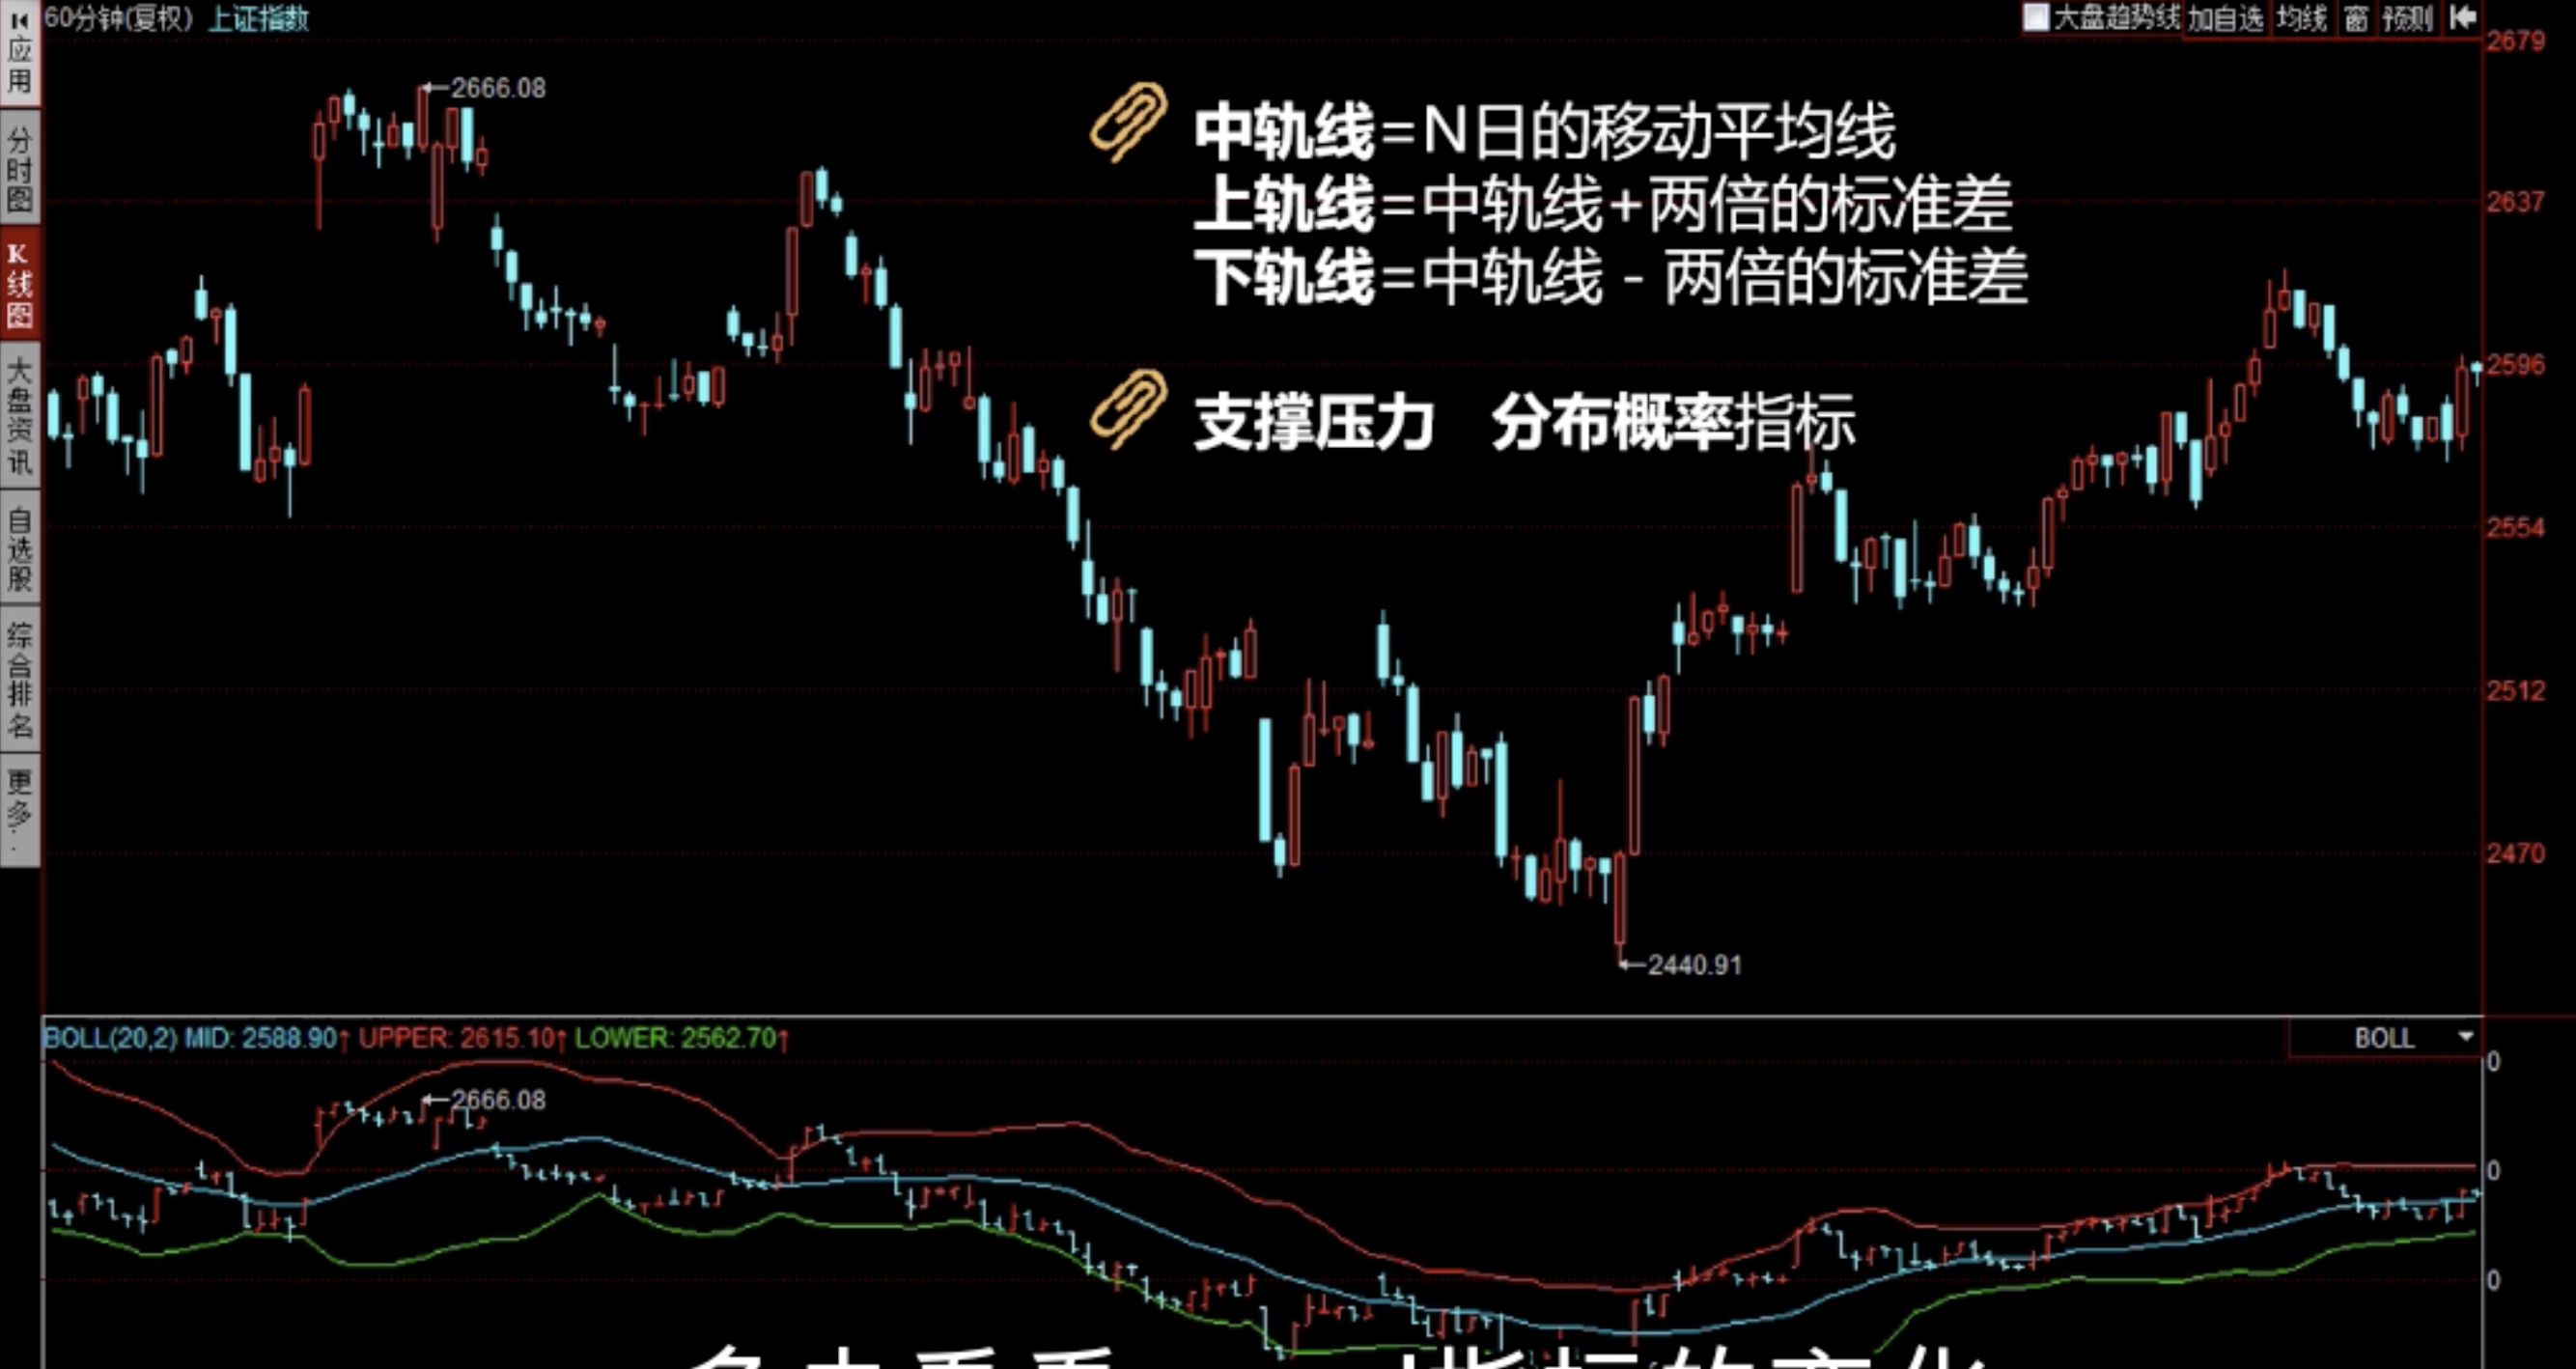 60分钟(复权) 上证指数
大盘趋势线 加自选 均线 窗 预测
应用
分时图
K线图
大盘资讯
自选股
综合排名
更多
2679
2637
2596
2554
2512
2470
←2666.08
中轨线=N日的移动平均线
上轨线=中轨线+两倍的标准差
下轨线=中轨线 - 两倍的标准差
支撑压力 分布概率指标
←2440.91
BOLL(20,2) MID: 2588.90↑ UPPER: 2615.10↑ LOWER: 2562.70↑
BOLL
←2666.08
0
0
0